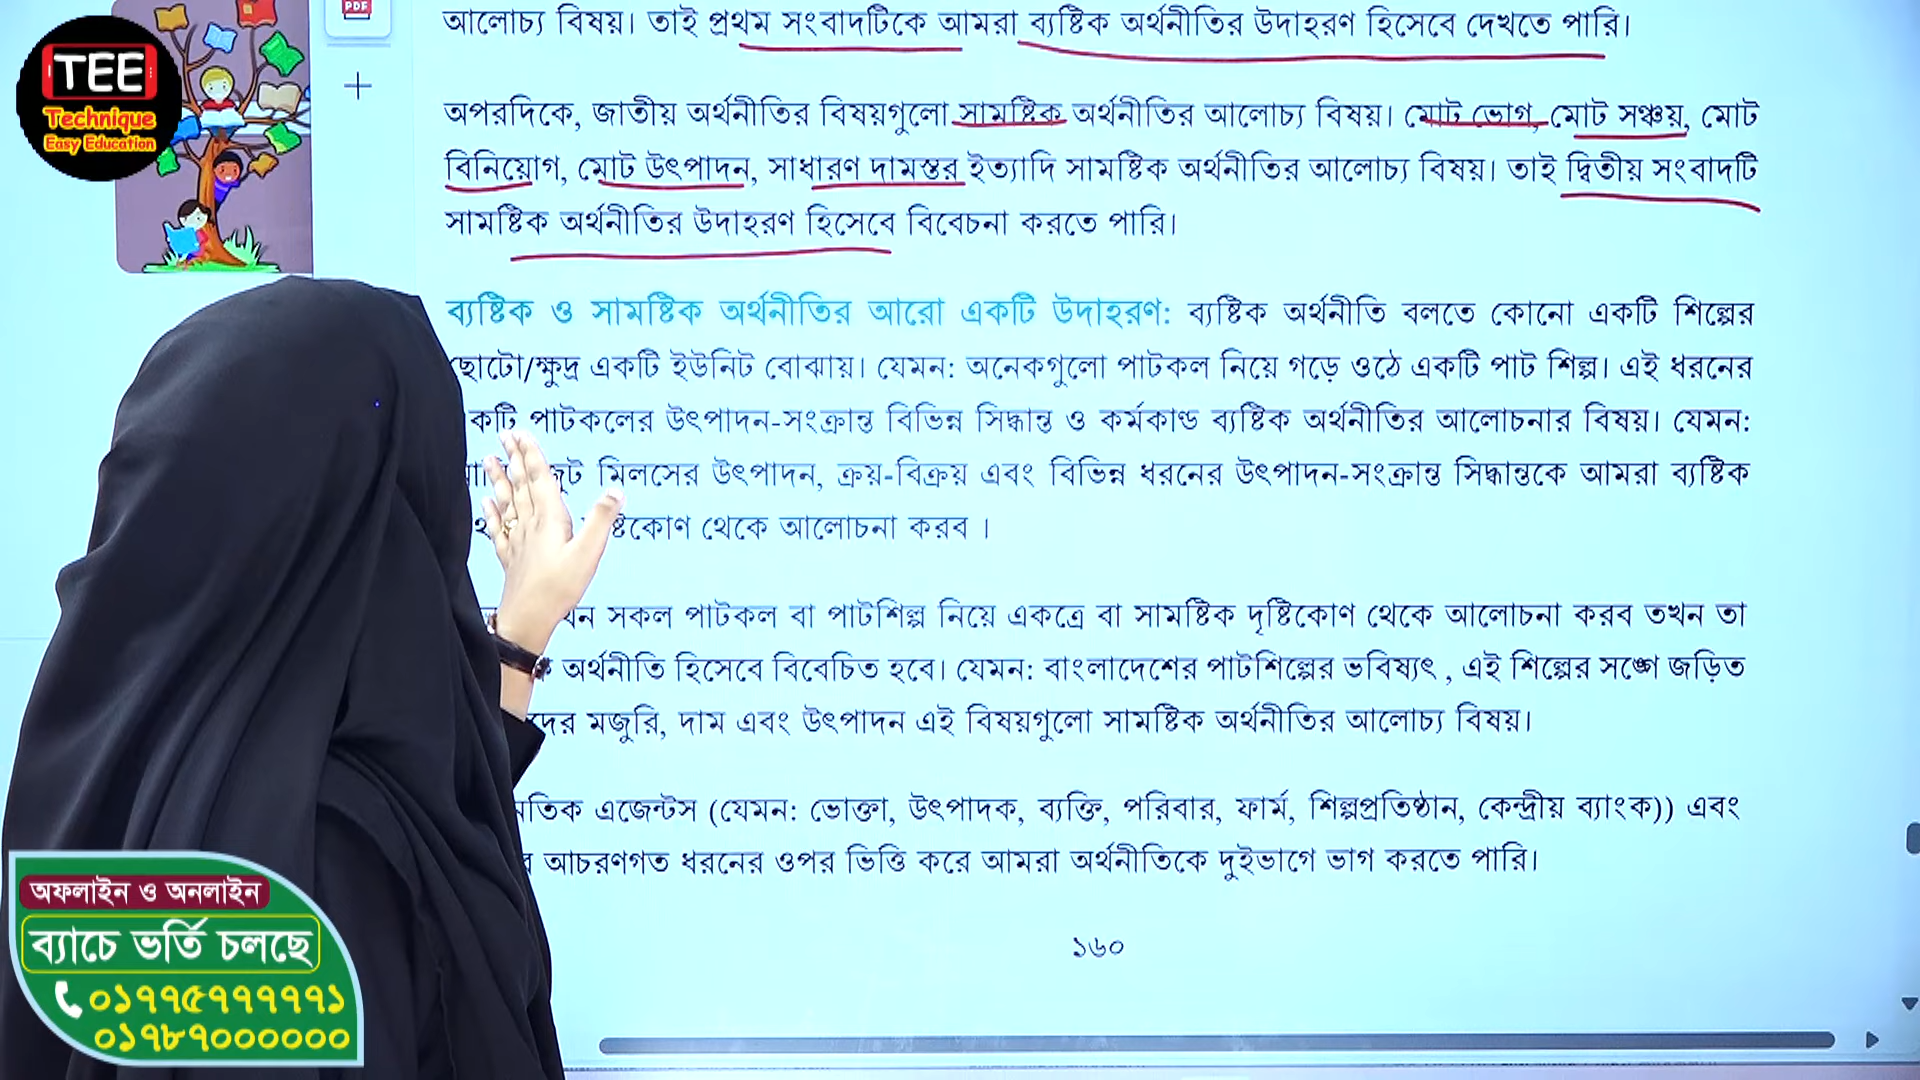 PDF
TEE
Technique
Easy Education
আলোচ্য বিষয়। তাই প্রথম সংবাদটিকে আমরা ব্যষ্টিক অর্থনীতির উদাহরণ হিসেবে দেখতে পারি।
অপরদিকে, জাতীয় অর্থনীতির বিষয়গুলো সামষ্টিক অর্থনীতির আলোচ্য বিষয়। মোট ভোগ, মোট সঞ্চয়, মোট
বিনিয়োগ, মোট উৎপাদন, সাধারণ দামস্তর ইত্যাদি সামষ্টিক অর্থনীতির আলোচ্য বিষয়। তাই দ্বিতীয় সংবাদটি
সামষ্টিক অর্থনীতির উদাহরণ হিসেবে বিবেচনা করতে পারি।
ব্যষ্টিক ও সামষ্টিক অর্থনীতির আরো একটি উদাহরণ: ব্যষ্টিক অর্থনীতি বলতে কোনো একটি শিল্পের
ছোটো/ক্ষুদ্র একটি ইউনিট বোঝায়। যেমন: অনেকগুলো পাটকল নিয়ে গড়ে ওঠে একটি পাট শিল্প। এই ধরনের
একটি পাটকলের উৎপাদন-সংক্রান্ত বিভিন্ন সিদ্ধান্ত ও কর্মকান্ড ব্যষ্টিক অর্থনীতির আলোচনার বিষয়। যেমন:
জুট মিলসের উৎপাদন, ক্রয়-বিক্রয় এবং বিভিন্ন ধরনের উৎপাদন-সংক্রান্ত সিদ্ধান্তকে আমরা ব্যষ্টিক
দৃষ্টিকোণ থেকে আলোচনা করব ।
সকল পাটকল বা পাটশিল্প নিয়ে একত্রে বা সামষ্টিক দৃষ্টিকোণ থেকে আলোচনা করব তখন তা
অর্থনীতি হিসেবে বিবেচিত হবে। যেমন: বাংলাদেশের পাটশিল্পের ভবিষ্যৎ , এই শিল্পের সঙ্গে জড়িত
মজুরি, দাম এবং উৎপাদন এই বিষয়গুলো সামষ্টিক অর্থনীতির আলোচ্য বিষয়।
এজেন্টস (যেমন: ভোক্তা, উৎপাদক, ব্যক্তি, পরিবার, ফার্ম, শিল্পপ্রতিষ্ঠান, কেন্দ্রীয় ব্যাংক)) এবং
আচরণগত ধরনের ওপর ভিত্তি করে আমরা অর্থনীতিকে দুইভাগে ভাগ করতে পারি।
১৬০
অফলাইন ও অনলাইন
ব্যাচে ভর্তি চলছে
০১৭৭৫৭৭৭৭৭১
০১৭৮৭০০০০০০